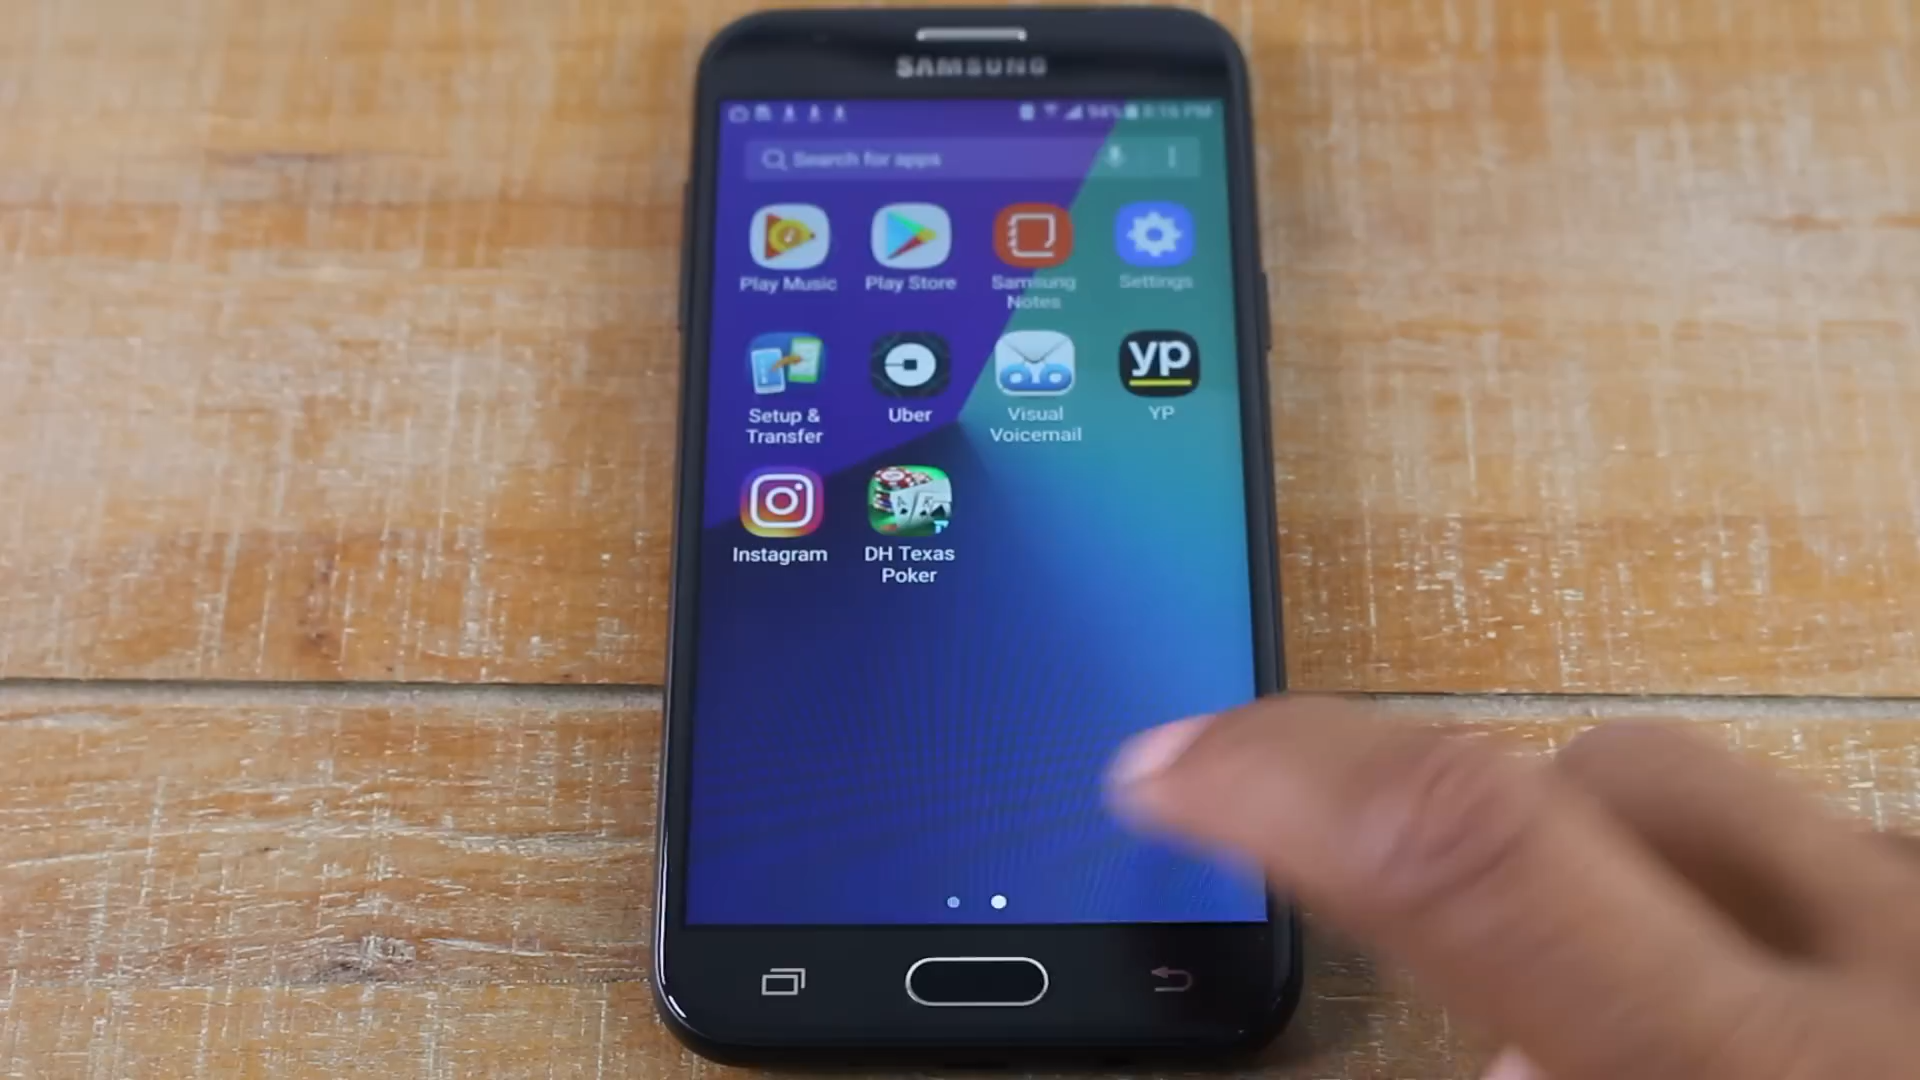 SAMSUNG
94%
Search for apps
Play Music
Play Store
Samsung
Notes
Settings
Setup &
Transfer
Uber
Visual
Voicemail
yp
YP
Instagram
DH Texas
Poker